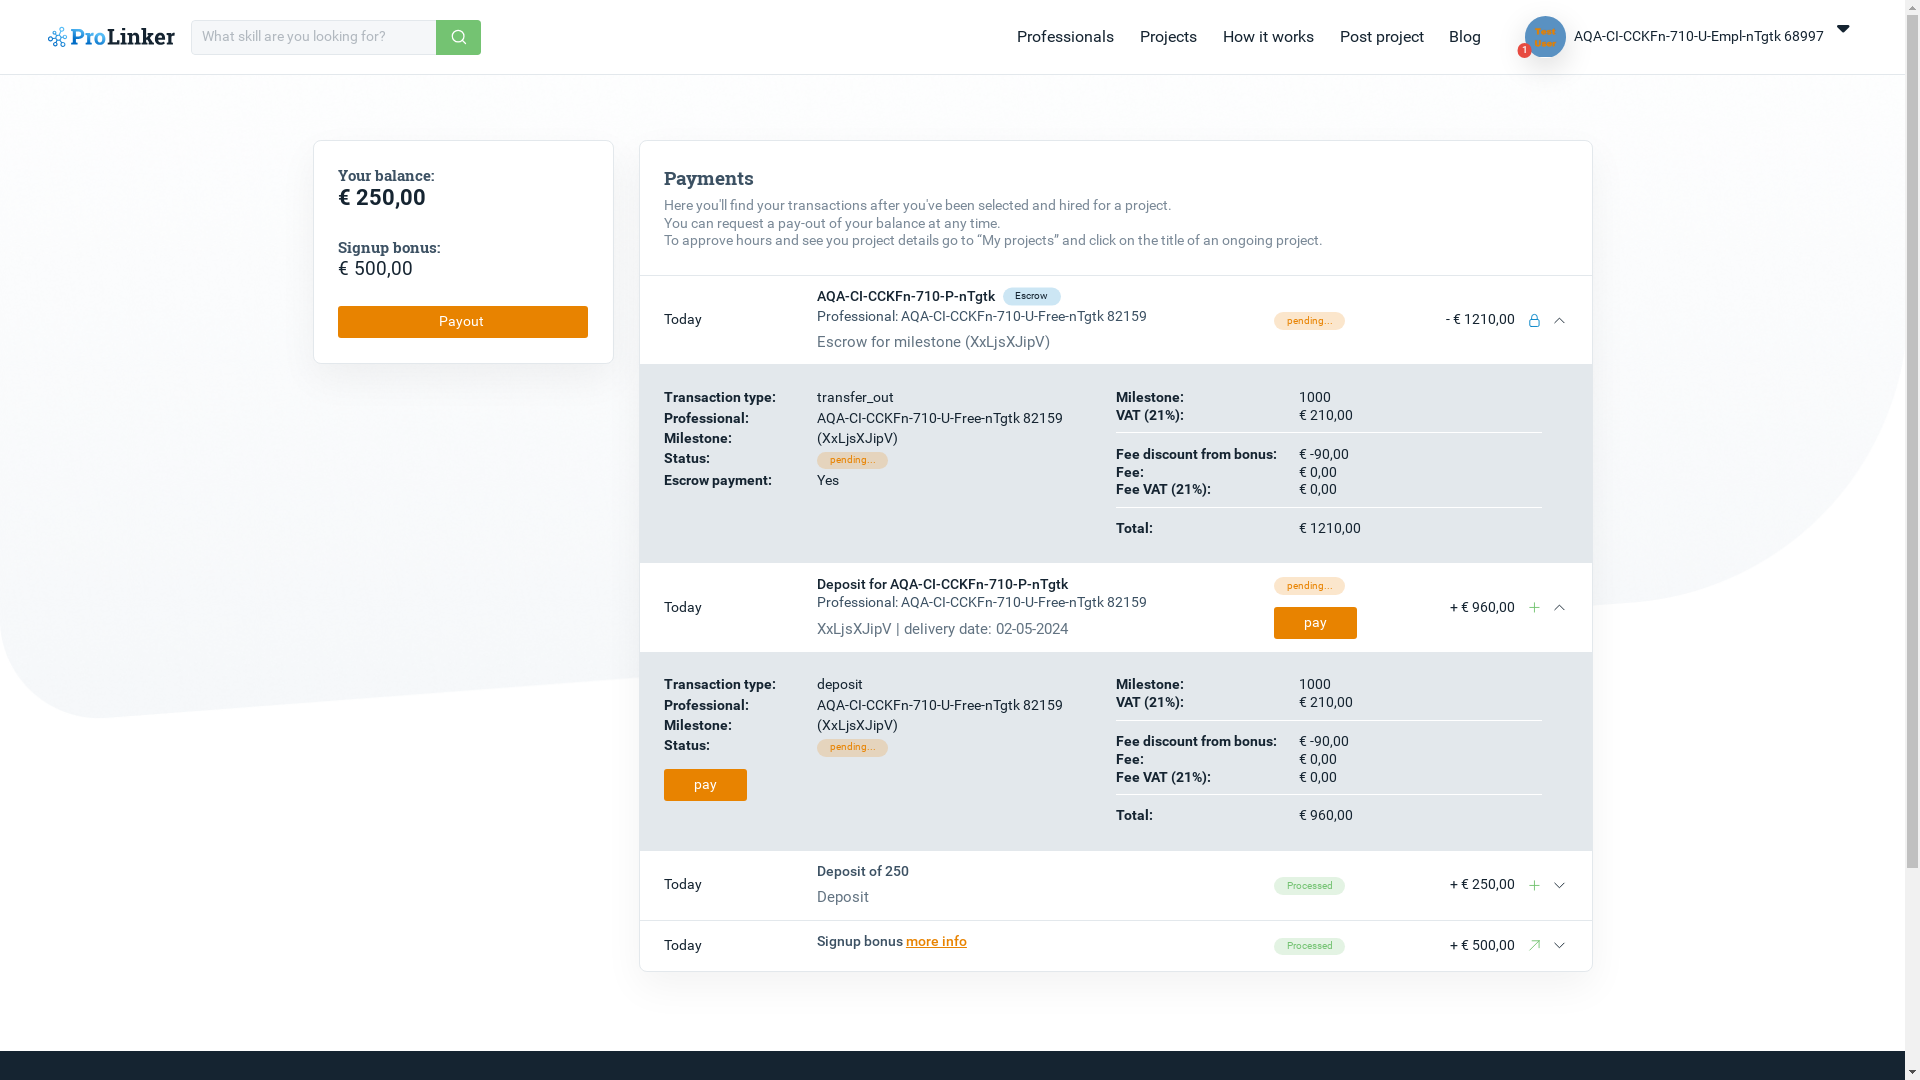 ProLinker
What skill are you looking for?
Professionals
Projects
How it works
Post project
Blog
Test
User
1
AQA-CI-CCKFn-710-U-Empl-nTgtk 68997
Your balance:
€ 250,00
Signup bonus:
€ 500,00
Payout
Payments
Here you'll find your transactions after you've been selected and hired for a project.
You can request a pay-out of your balance at any time.
To approve hours and see you project details go to “My projects” and click on the title of an ongoing project.
Today
AQA-CI-CCKFn-710-P-nTgtk Escrow
Professional: AQA-CI-CCKFn-710-U-Free-nTgtk 82159
Escrow for milestone (XxLjsXJipV)
pending...
- € 1210,00
Transaction type: transfer_out
Professional: AQA-CI-CCKFn-710-U-Free-nTgtk 82159
Milestone: (XxLjsXJipV)
Status: pending...
Escrow payment: Yes
Milestone: 1000
VAT (21%): € 210,00
Fee discount from bonus: € -90,00
Fee: € 0,00
Fee VAT (21%): € 0,00
Total: € 1210,00
Today
Deposit for AQA-CI-CCKFn-710-P-nTgtk
Professional: AQA-CI-CCKFn-710-U-Free-nTgtk 82159
XxLjsXJipV | delivery date: 02-05-2024
pending...
pay
+ € 960,00
Transaction type: deposit
Professional: AQA-CI-CCKFn-710-U-Free-nTgtk 82159
Milestone: (XxLjsXJipV)
Status: pending...
pay
Milestone: 1000
VAT (21%): € 210,00
Fee discount from bonus: € -90,00
Fee: € 0,00
Fee VAT (21%): € 0,00
Total: € 960,00
Today
Deposit of 250
Deposit
Processed
+ € 250,00
Today
Signup bonus more info
Processed
+ € 500,00